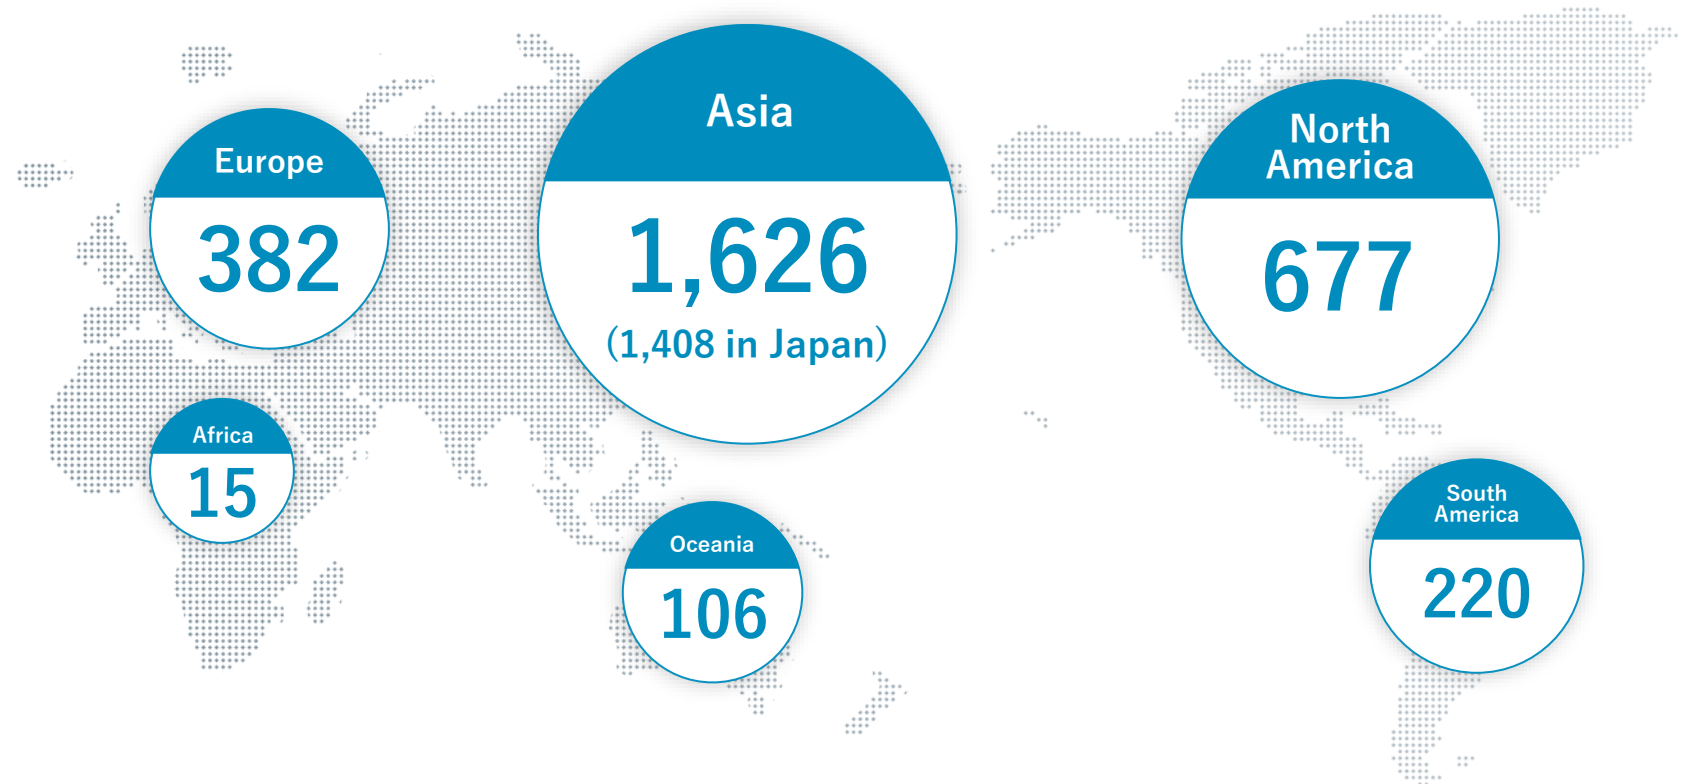 Asia
1,626
(1,408 in Japan)
North
America
677
Europe
382
Africa
15
Oceania
106
South
America
220